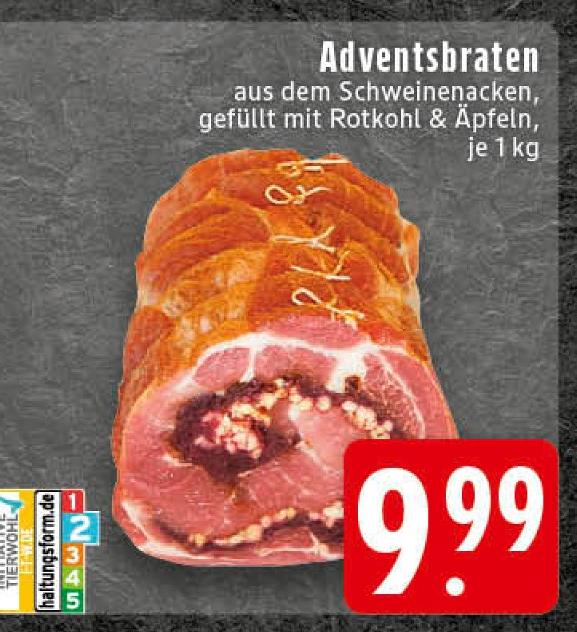 Adventsbraten
aus dem Schweinenacken,
gefüllt mit Rotkohl & Äpfeln,
je 1 kg
9.99
TIERWOHL
haltungsform.de
1
2
3
4
5